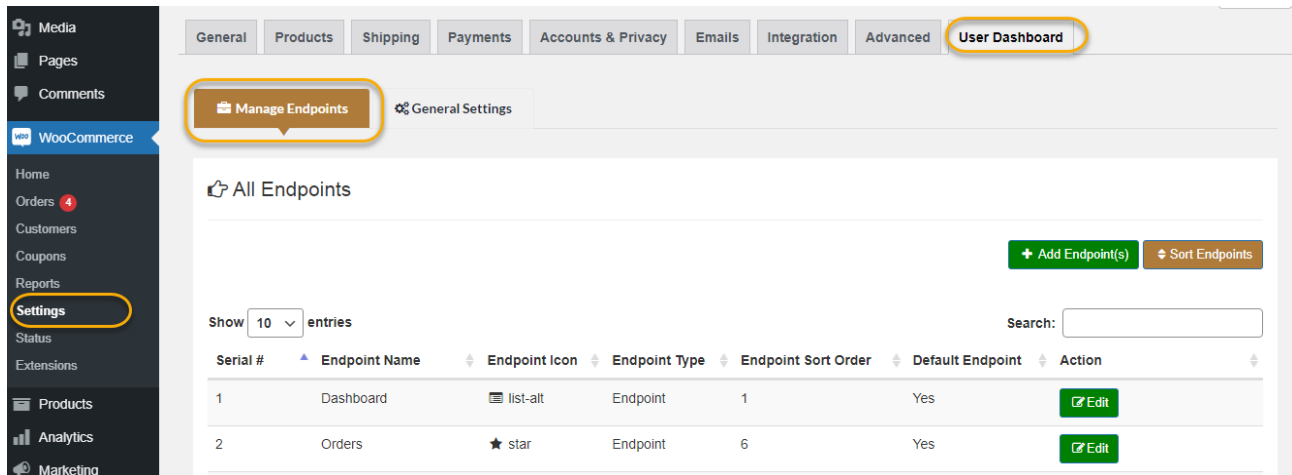 Media
Pages
Comments
WooCommerce
Home
Orders 4
Customers
Coupons
Reports
Settings
Status
Extensions
Products
Analytics
Marketing
General Products Shipping Payments Accounts & Privacy Emails Integration Advanced User Dashboard
Manage Endpoints General Settings
All Endpoints
Add Endpoint(s) Sort Endpoints
Show 10 entries Search:
Serial # Endpoint Name Endpoint Icon Endpoint Type Endpoint Sort Order Default Endpoint Action
1 Dashboard list-alt Endpoint 1 Yes Edit
2 Orders star Endpoint 6 Yes Edit